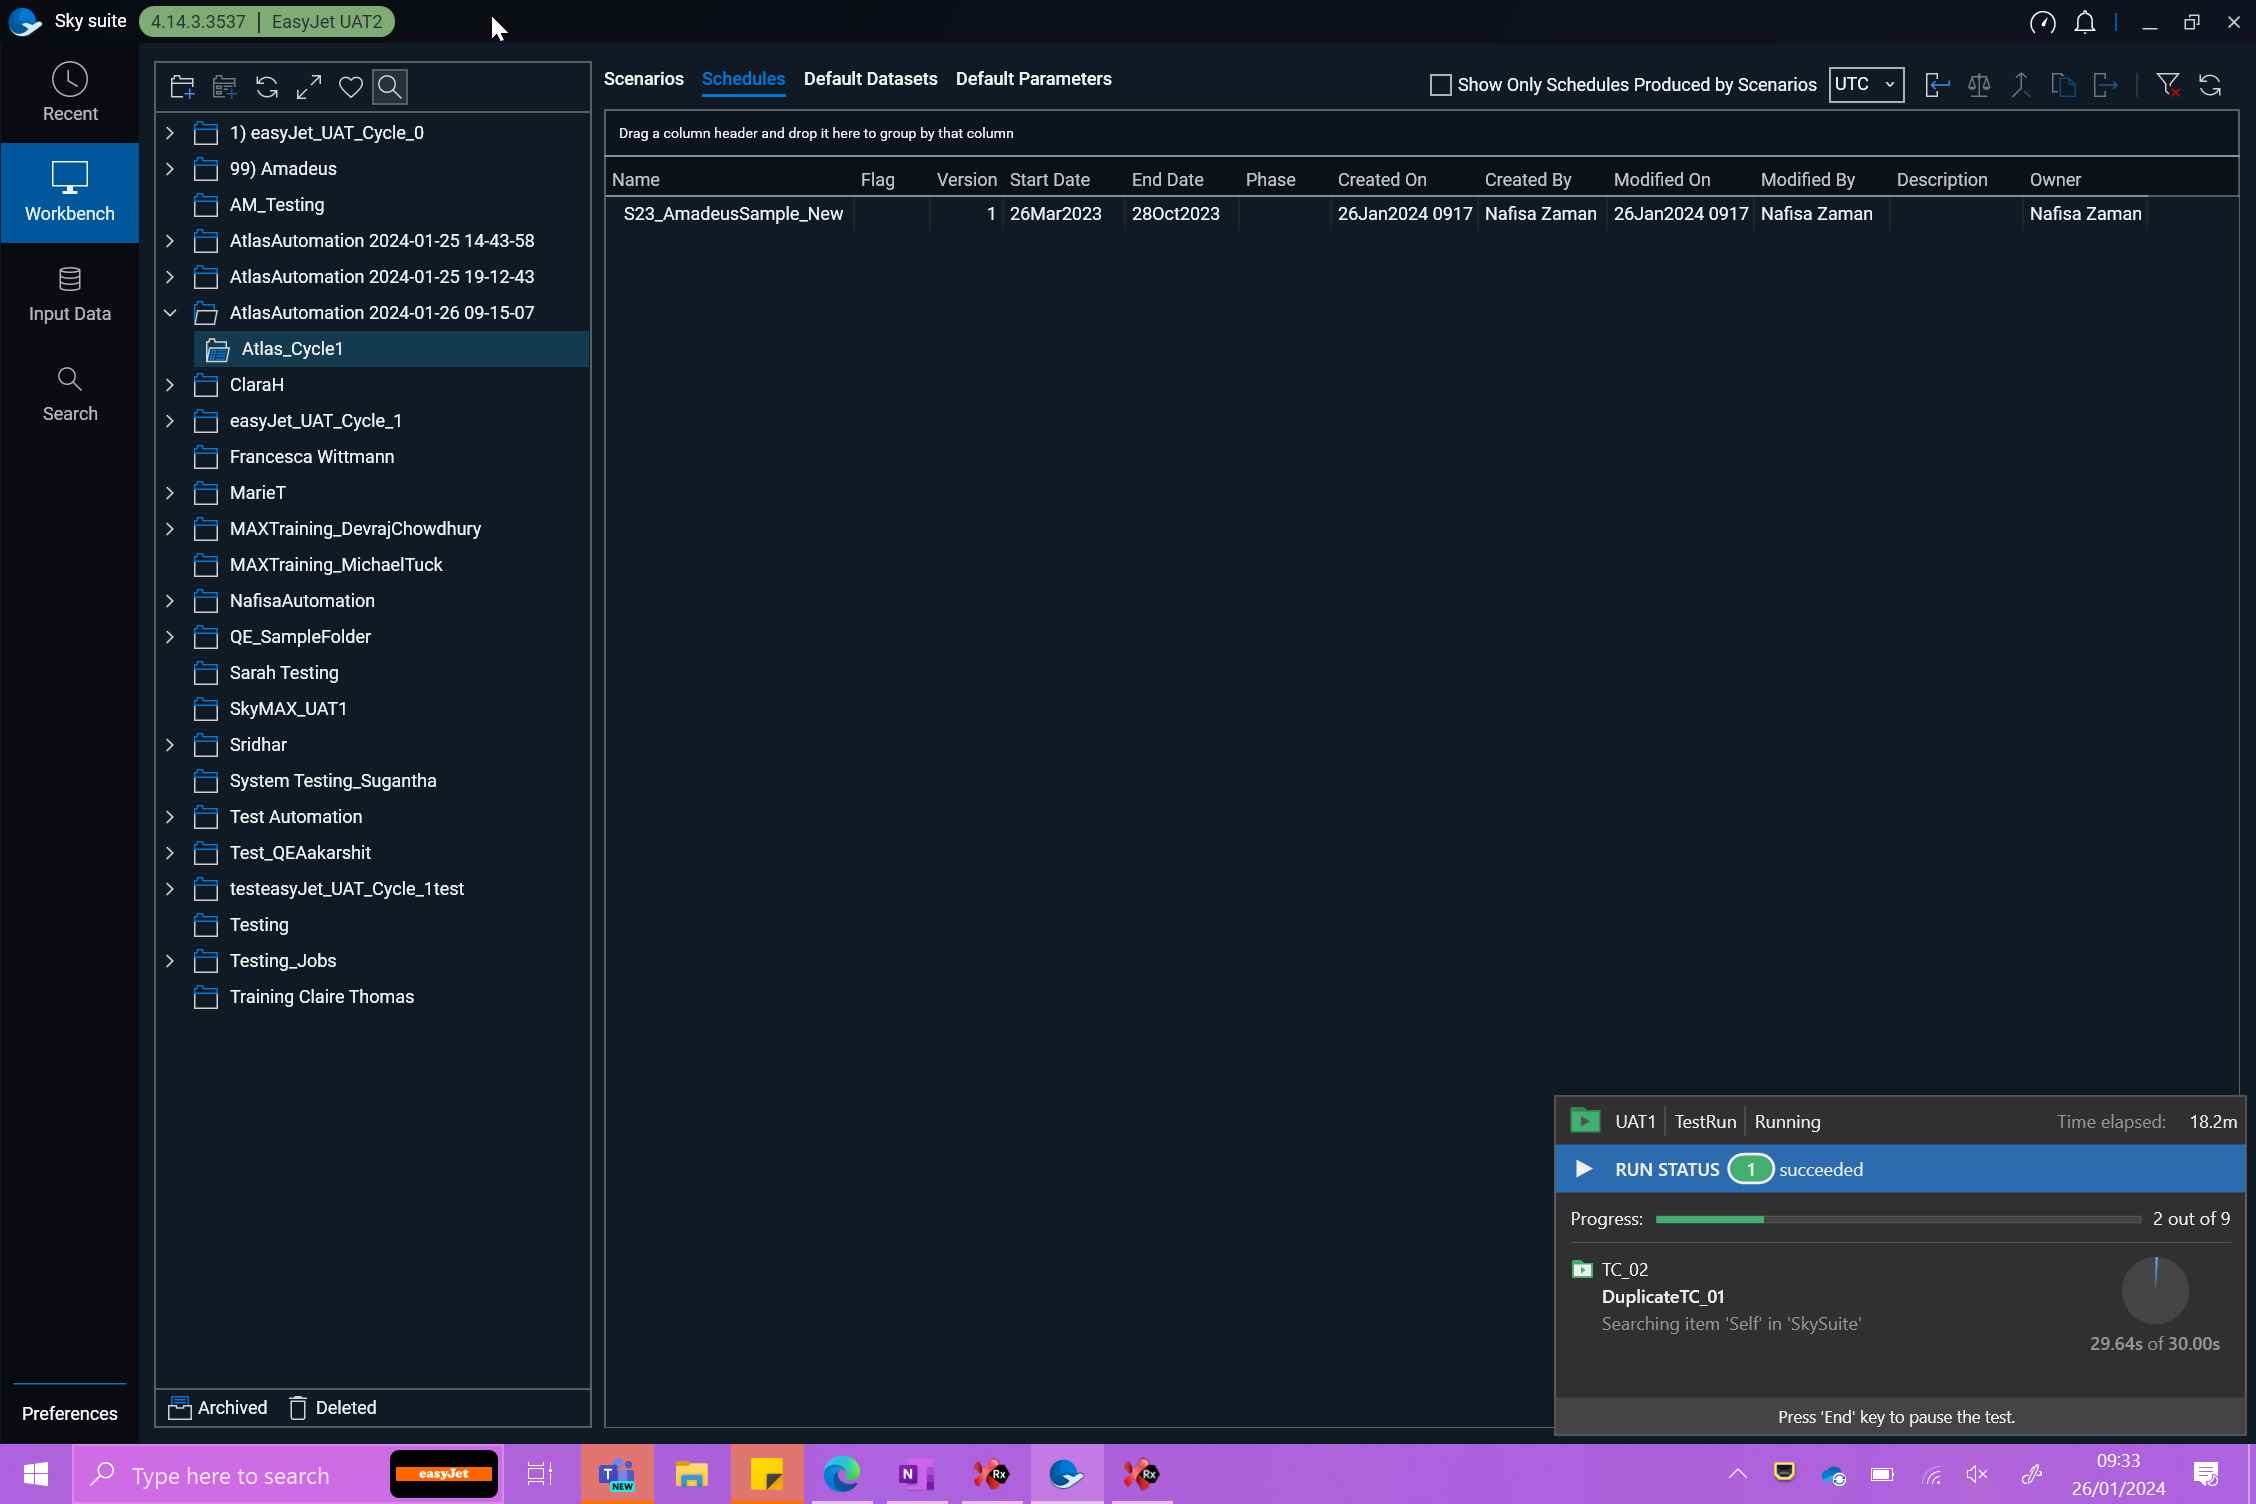 Sky suite 4.14.3.3537 | EasyJet UAT2
Recent
Workbench
Input Data
Search
Preferences
1) easyJet_UAT_Cycle_0
99) Amadeus
AM_Testing
AtlasAutomation 2024-01-25 14-43-58
AtlasAutomation 2024-01-25 19-12-43
AtlasAutomation 2024-01-26 09-15-07
Atlas_Cycle1
ClaraH
easyJet_UAT_Cycle_1
Francesca Wittmann
MarieT
MAXTraining_DevrajChowdhury
MAXTraining_MichaelTuck
NafisaAutomation
QE_SampleFolder
Sarah Testing
SkyMAX_UAT1
Sridhar
System Testing_Sugantha
Test Automation
Test_QEAakarshit
testeasyJet_UAT_Cycle_1test
Testing
Testing_Jobs
Training Claire Thomas
Archived Deleted
Scenarios Schedules Default Datasets Default Parameters Show Only Schedules Produced by Scenarios UTC
Drag a column header and drop it here to group by that column
Name Flag Version Start Date End Date Phase Created On Created By Modified On Modified By Description Owner
S23_AmadeusSample_New 1 26Mar2023 28Oct2023 26Jan2024 0917 Nafisa Zaman 26Jan2024 0917 Nafisa Zaman Nafisa Zaman
UAT1 TestRun Running Time elapsed: 18.2m
RUN STATUS 1 succeeded
Progress: 2 out of 9
TC_02
DuplicateTC_01
Searching item 'Self' in 'SkySuite'
29.64s of 30.00s
Press 'End' key to pause the test.
Type here to search easyJet T NEW N Rx Rx
09:33
26/01/2024